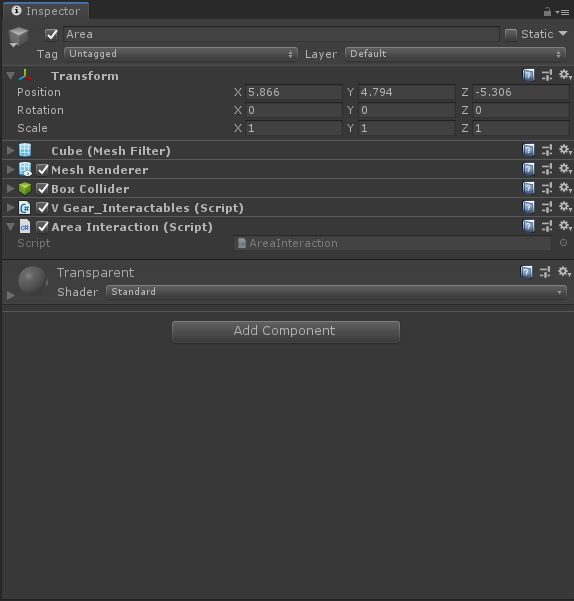 Inspector
Area Static
Tag Untagged Layer Default
Transform
Position X 5.866 Y 4.794 Z -5.306
Rotation X 0 Y 0 Z 0
Scale X 1 Y 1 Z 1
Cube (Mesh Filter)
Mesh Renderer
Box Collider
V Gear_Interactables (Script)
Area Interaction (Script)
Script AreaInteraction
Transparent
Shader Standard
Add Component